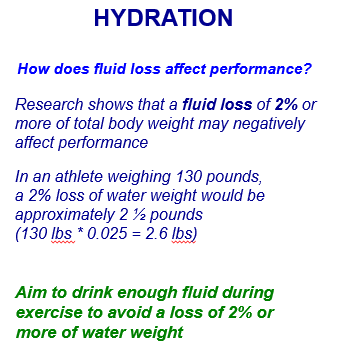 HYDRATION
How does fluid loss affect performance?
Research shows that a fluid loss of 2% or
more of total body weight may negatively
affect performance
In an athlete weighing 130 pounds,
a 2% loss of water weight would be
approximately 2 ½ pounds
(130 lbs * 0.025 = 2.6 lbs)
Aim to drink enough fluid during
exercise to avoid a loss of 2% or
more of water weight